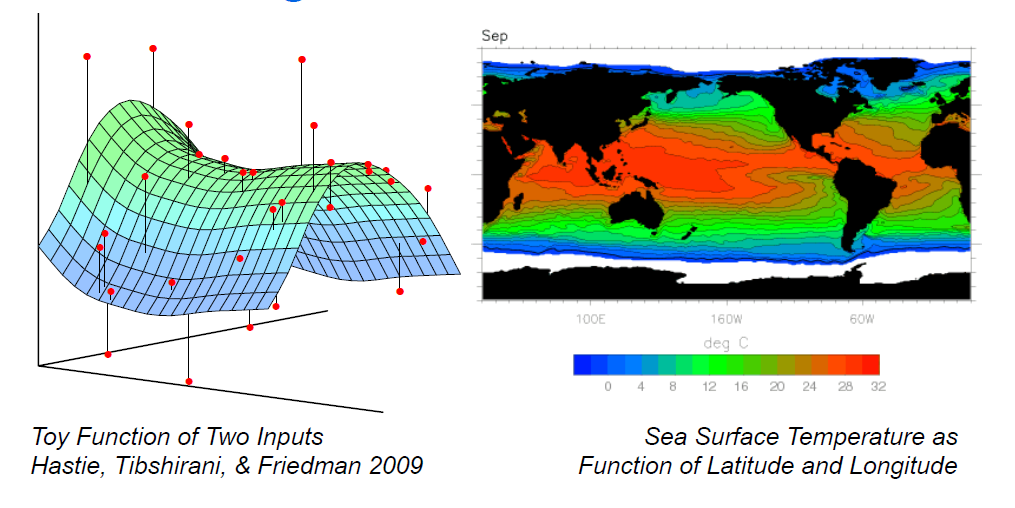 Sep
100E 160W 60W
deg C
0 4 8 12 16 20 24 28 32
Toy Function of Two Inputs
Hastie, Tibshirani, & Friedman 2009
Sea Surface Temperature as
Function of Latitude and Longitude